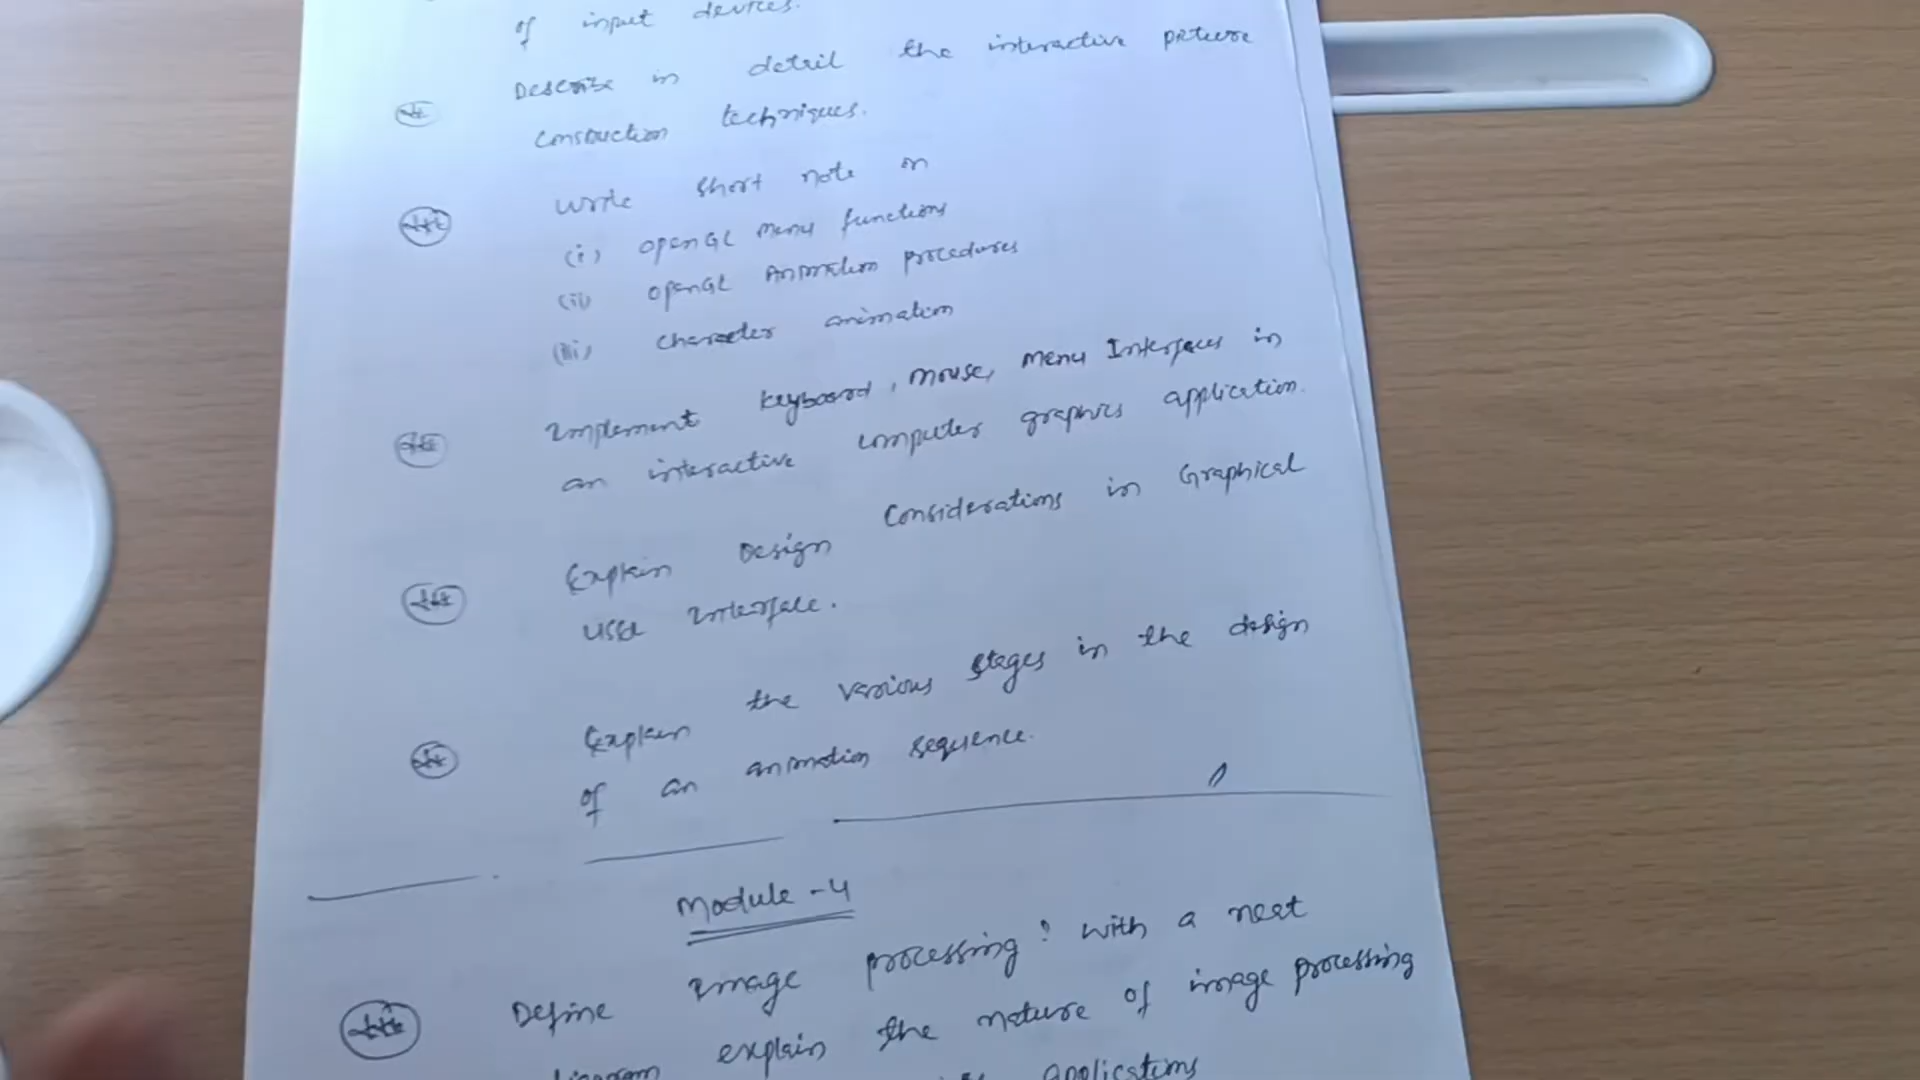 of input devices.
Describe in detail the interactive picture
construction techniques.
write short note on
(i) openGL Menu functions
(ii) openGL Animation procedures
(iii) character animation
Implement keyboard, mouse, menu Interfaces in
an interactive computer graphics application.
Explain Design Considerations in Graphical
user Interface.
Explain the various stages in the design
of an animation sequence.
Module-4
Define image processing? with a neat
diagram explain the nature of image processing
applications